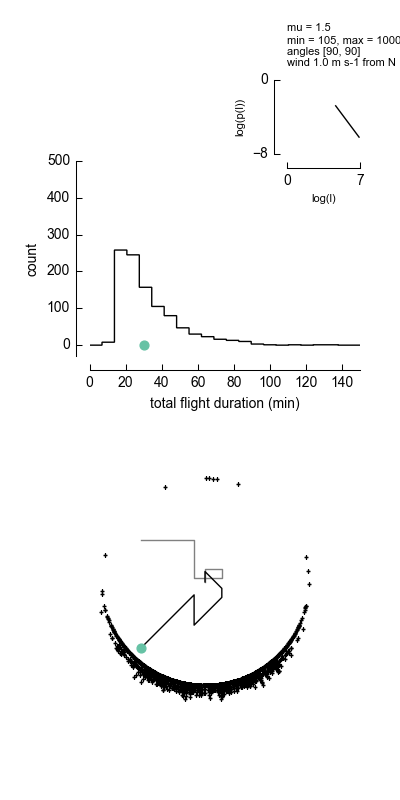 mu = 1.5
min = 105, max = 1000
angles [90, 90]
wind 1.0 m s-1 from N
0
log(p(l))
−8
0 7
log(l)
500
400
300
count
200
100
0
0 20 40 60 80 100 120 140
total flight duration (min)